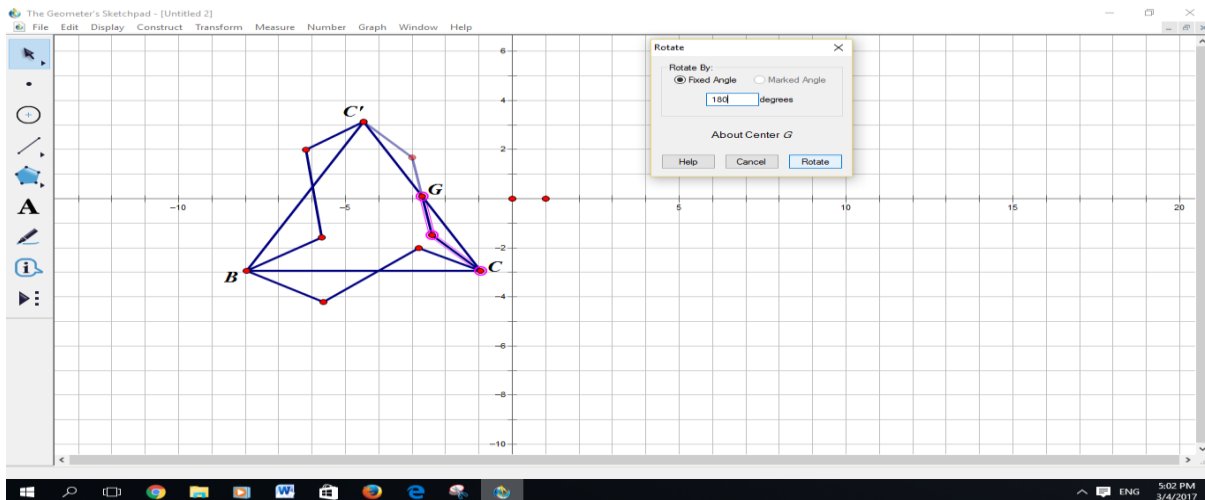 The Geometer's Sketchpad - [Untitled 2]
File Edit Display Construct Transform Measure Number Graph Window Help
Rotate
Rotate By:
Fixed Angle Marked Angle
180 degrees
About Center G
Help Cancel Rotate
6
4
C'
2
G
-10 -5 5 10 15 20
-2
B C
-4
-6
-8
-10
A
i
W
ENG
5:02 PM
3/4/2017